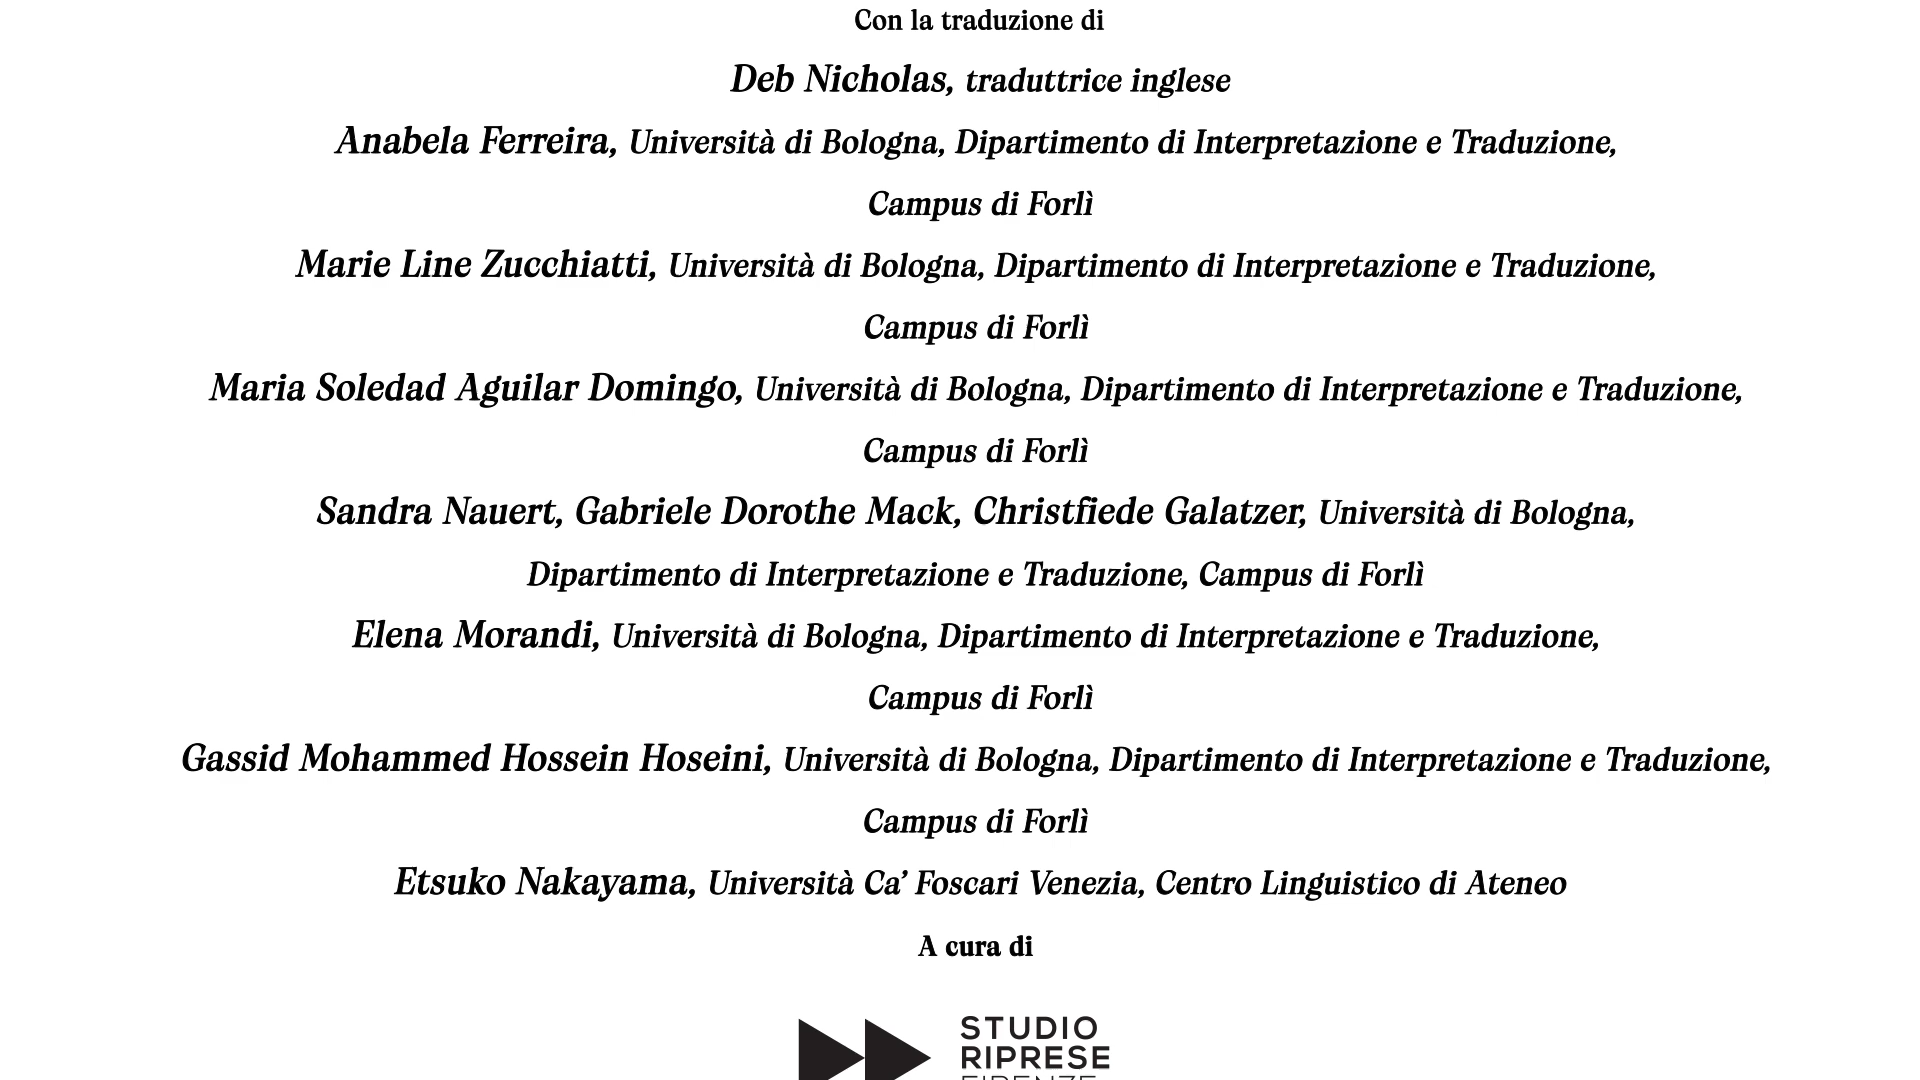 Con la traduzione di
Deb Nicholas, traduttrice inglese
Anabela Ferreira, Università di Bologna, Dipartimento di Interpretazione e Traduzione,
Campus di Forlì
Marie Line Zucchiatti, Università di Bologna, Dipartimento di Interpretazione e Traduzione,
Campus di Forlì
Maria Soledad Aguilar Domingo, Università di Bologna, Dipartimento di Interpretazione e Traduzione,
Campus di Forlì
Sandra Nauert, Gabriele Dorothe Mack, Christfiede Galatzer, Università di Bologna,
Dipartimento di Interpretazione e Traduzione, Campus di Forlì
Elena Morandi, Università di Bologna, Dipartimento di Interpretazione e Traduzione,
Campus di Forlì
Gassid Mohammed Hossein Hoseini, Università di Bologna, Dipartimento di Interpretazione e Traduzione,
Campus di Forlì
Etsuko Nakayama, Università Ca’ Foscari Venezia, Centro Linguistico di Ateneo
A cura di
STUDIO
RIPRESE
FIRENZE